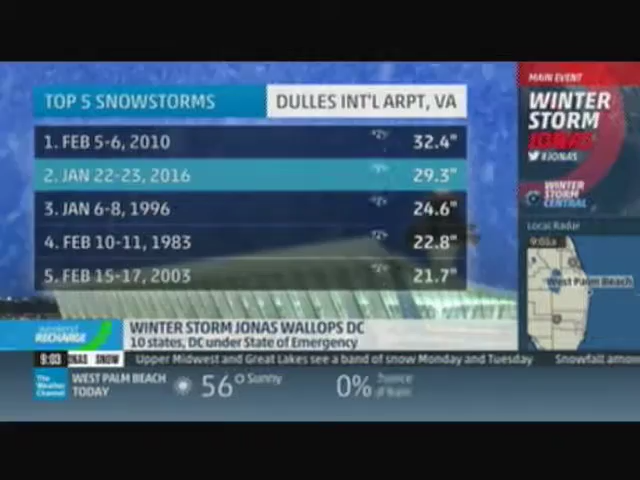 TOP 5 SNOWSTORMS
DULLES INT'L ARPT, VA
1. FEB 5-6, 2010 32.4"
2. JAN 22-23, 2016 29.3"
3. JAN 6-8, 1996 24.6"
4. FEB 10-11, 1983 22.8"
5. FEB 15-17, 2003 21.7"
MAIN EVENT
WINTER
STORM
JONAS
#JONAS
WINTER
STORM
CENTRAL
Local Radar
9:03a
West Palm Beach
RECHARGE
WINTER STORM JONAS WALLOPS DC
10 states, DC under State of Emergency
9:03 SNOW Upper Midwest and Great Lakes see a band of snow Monday and Tuesday Snowfall
The
Weather
Channel
WEST PALM BEACH
TODAY
56° Sunny
0%